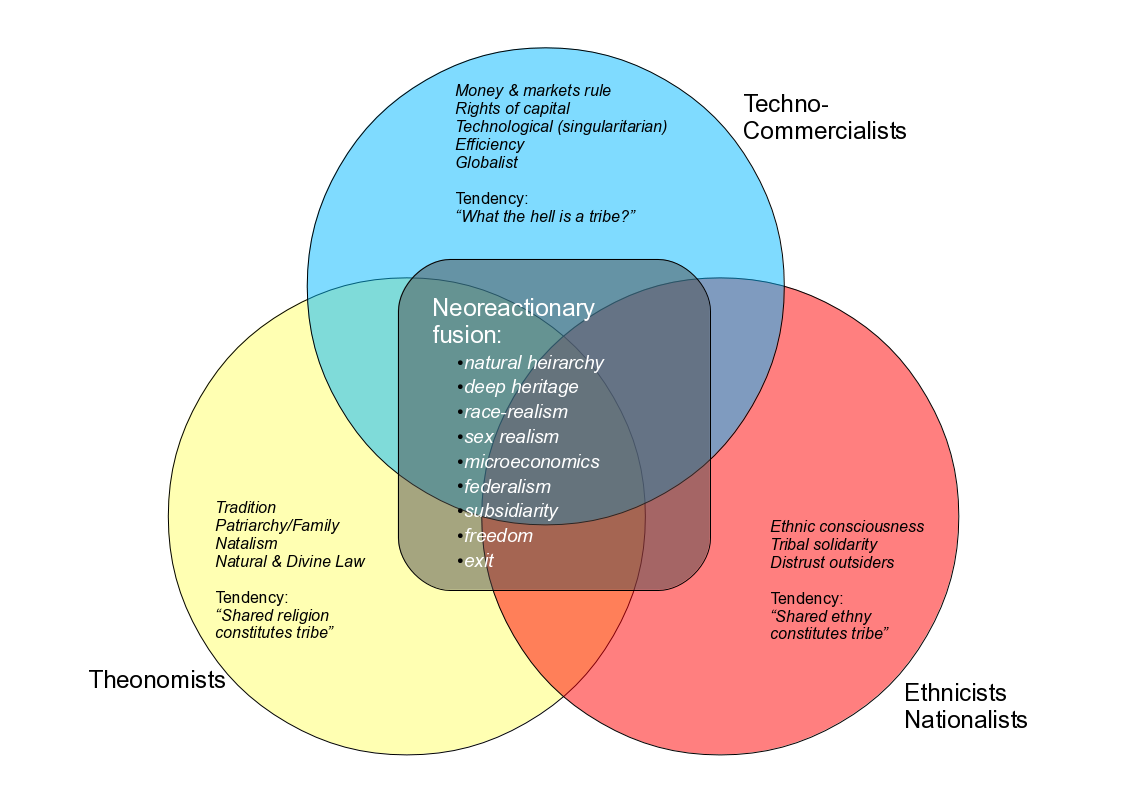 Money & markets rule
Rights of capital
Technological (singularitarian)
Efficiency
Globalist
Tendency:
“What the hell is a tribe?”
Techno-
Commercialists
Neoreactionary
fusion:
•natural heirarchy
•deep heritage
•race-realism
•sex realism
•microeconomics
•federalism
•subsidiarity
•freedom
•exit
Tradition
Patriarchy/Family
Natalism
Natural & Divine Law
Tendency:
“Shared religion
constitutes tribe”
Theonomists
Ethnic consciousness
Tribal solidarity
Distrust outsiders
Tendency:
“Shared ethny
constitutes tribe”
Ethnicists
Nationalists